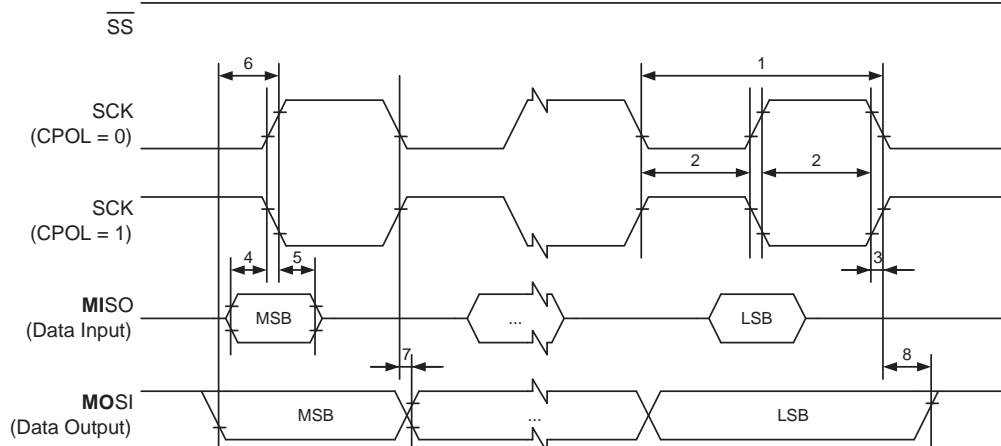 SS
6
1
SCK
(CPOL = 0)
2
2
SCK
(CPOL = 1)
4
5
3
MISO
(Data Input)
MSB
...
LSB
7
8
MOSI
(Data Output)
MSB
...
LSB